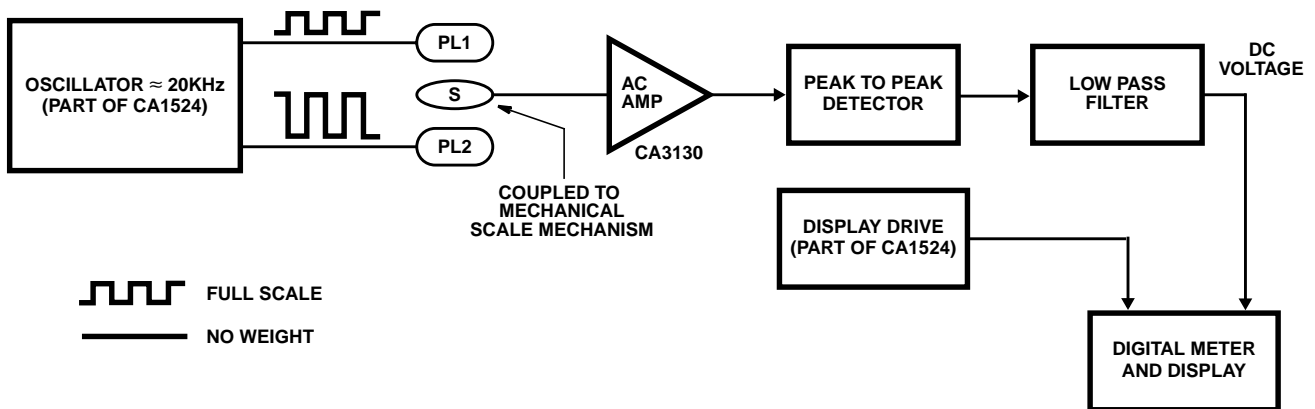 OSCILLATOR ≈ 20KHz
(PART OF CA1524)
PL1
S
PL2
AC
AMP
CA3130
COUPLED TO
MECHANICAL
SCALE MECHANISM
PEAK TO PEAK
DETECTOR
LOW PASS
FILTER
DC
VOLTAGE
DISPLAY DRIVE
(PART OF CA1524)
DIGITAL METER
AND DISPLAY
FULL SCALE
NO WEIGHT